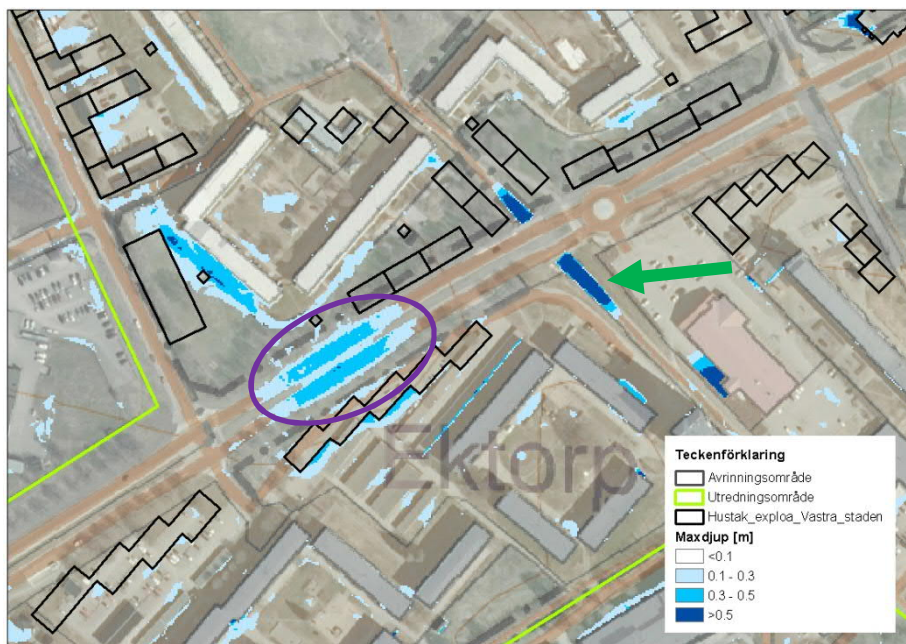 Ektorp
Teckenförklaring
Avrinningsområde
Utredningsområde
Hustak_exploa_Vastra_staden
Maxdjup [m]
<0.1
0.1 - 0.3
0.3 - 0.5
>0.5